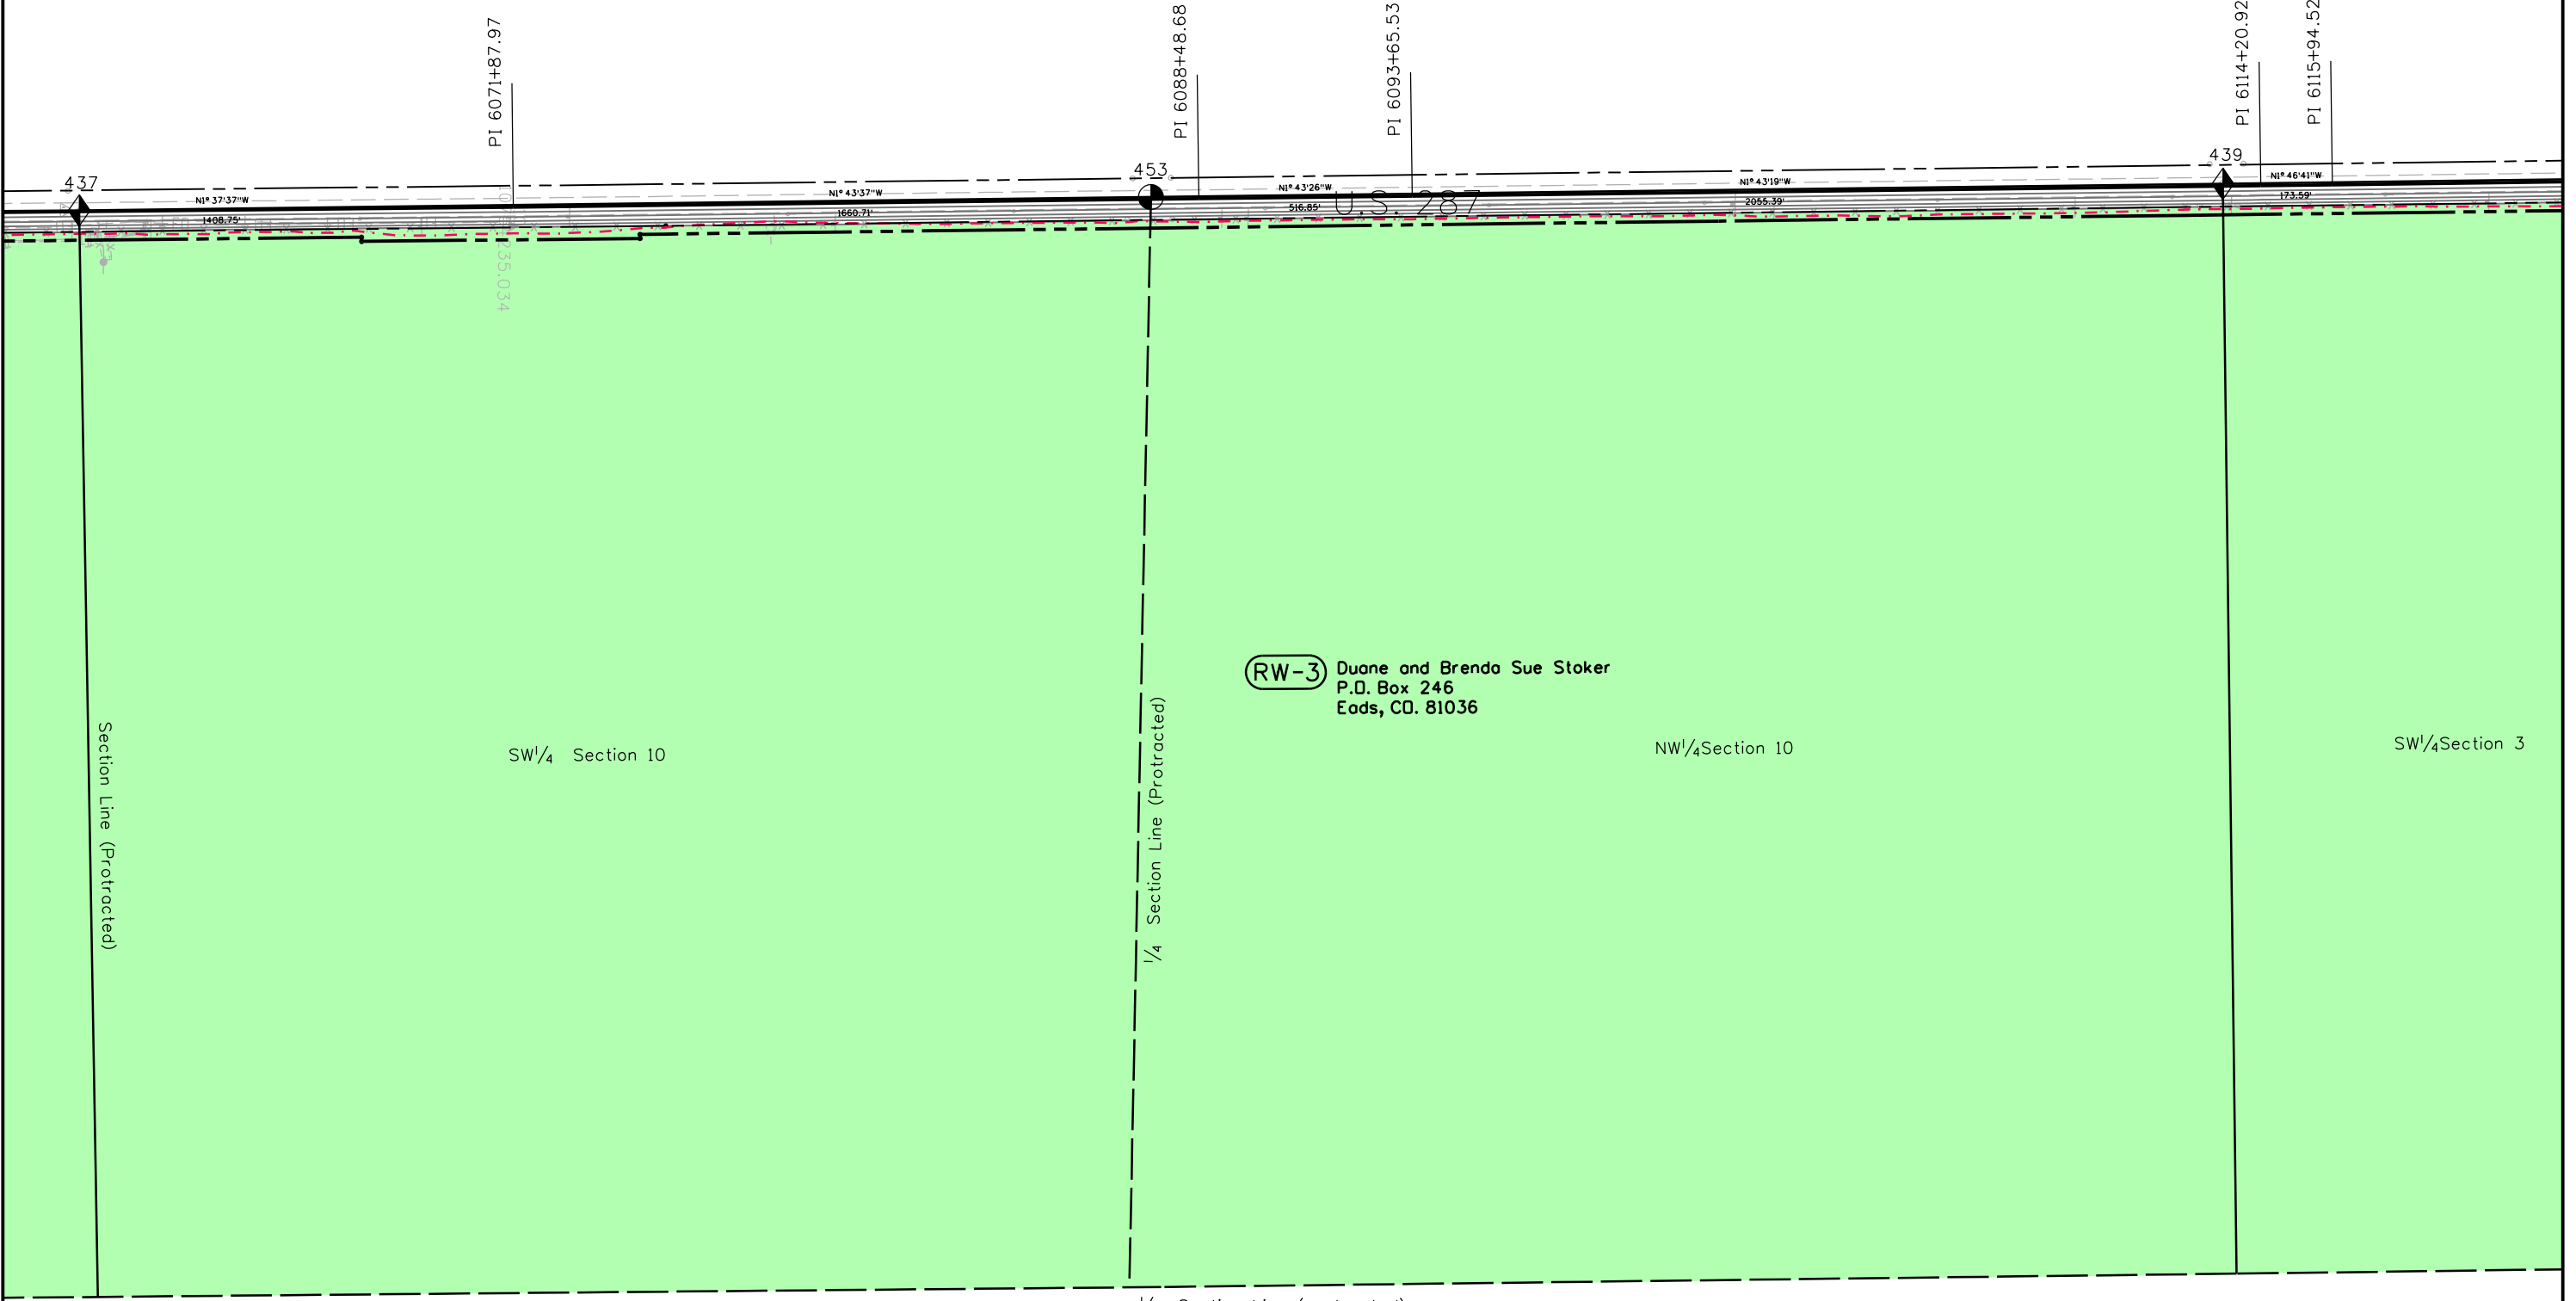 PI 6071+87.97
PI 6088+48.68
PI 6093+65.53
PI 6114+20.92
PI 6115+94.52
437
453
439
N1° 37'37"W
1408.75'
N1° 43'37"W
1660.71'
N1° 43'26"W
516.85'
U.S. 287
N1° 43'19"W
2055.39'
N1° 46'41"W
173.59'
RW-3
Duane and Brenda Sue Stoker
P.O. Box 246
Eads, CO. 81036
Section Line (Protracted)
SW1/4 Section 10
1/4 Section Line (Protracted)
NW1/4Section 10
SW1/4Section 3